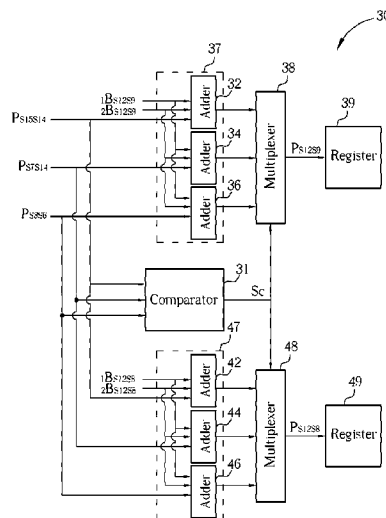 30
37
38
39
1BS12S9
2BS12S9
32
Adder
PS15S14
34
Adder
PS7S14
36
Adder
Multiplexer
PS12S9
Register
31
Comparator
Sc
47
48
49
1BS12S8
2BS12S8
42
Adder
44
Adder
46
Adder
Multiplexer
PS12S8
Register